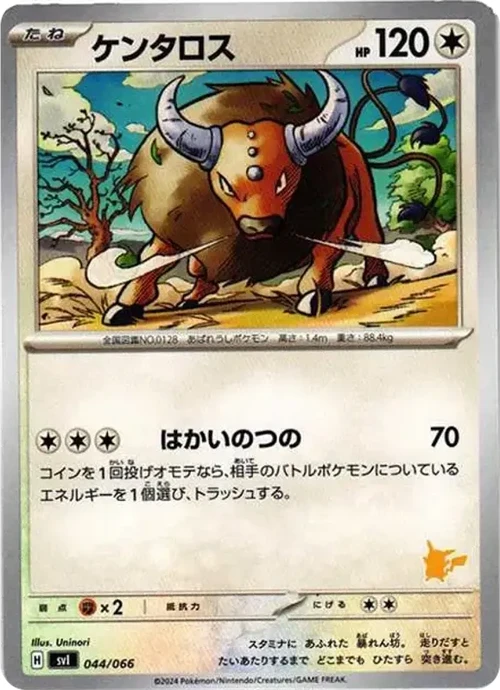 たね ケンタロス HP 120
全国図鑑NO.0128 あばれうしポケモン 高さ:1.4m 重さ:88.4kg
はかいのつの 70
コインを1回投げオモテなら、相手のバトルポケモンについている
エネルギーを1個選び、トラッシュする。
弱点 ×2 抵抗力 にげる
Illus. Uninori
H svI 044/066
スタミナに あふれた 暴れん坊。 走りだすと
たいあたりするまで どこまでも 突き進む。
©2024 Pokémon/Nintendo/Creatures/GAME FREAK.